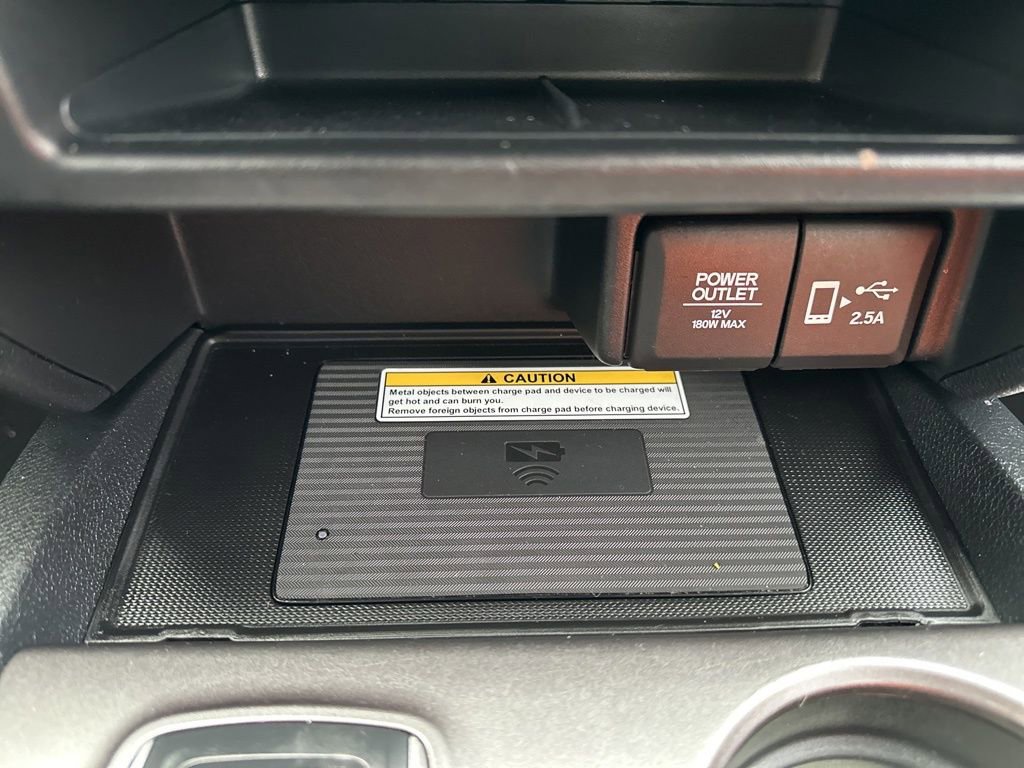 POWER
OUTLET
12V
180W MAX
2.5A
CAUTION
Metal objects between charge pad and device to be charged will
get hot and can burn you.
Remove foreign objects from charge pad before charging device.